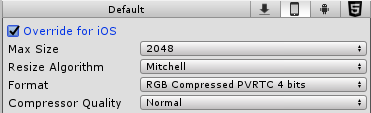 Default
Override for iOS
Max Size 2048
Resize Algorithm Mitchell
Format RGB Compressed PVRTC 4 bits
Compressor Quality Normal